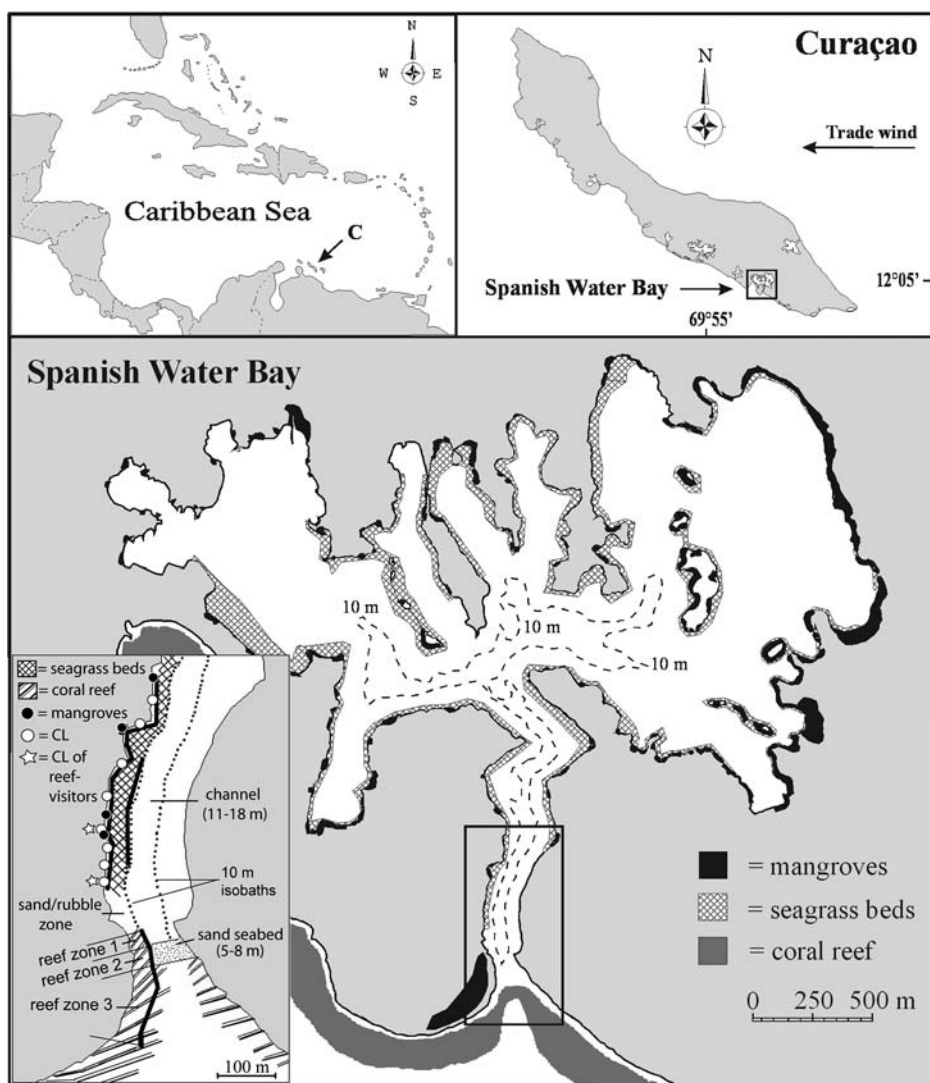 N
W E
S
Caribbean Sea
C
Curaçao
N
Trade wind
Spanish Water Bay
12°05'
69°55'
Spanish Water Bay
10 m
10 m
10 m
= seagrass beds
= coral reef
= mangroves
= CL
= CL of
reef-
visitors
channel
(11-18 m)
10 m
isobaths
sand/rubble
zone
reef zone 1
sand seabed
(5-8 m)
reef zone 2
reef zone 3
100 m
= mangroves
= seagrass beds
= coral reef
0 250 500 m